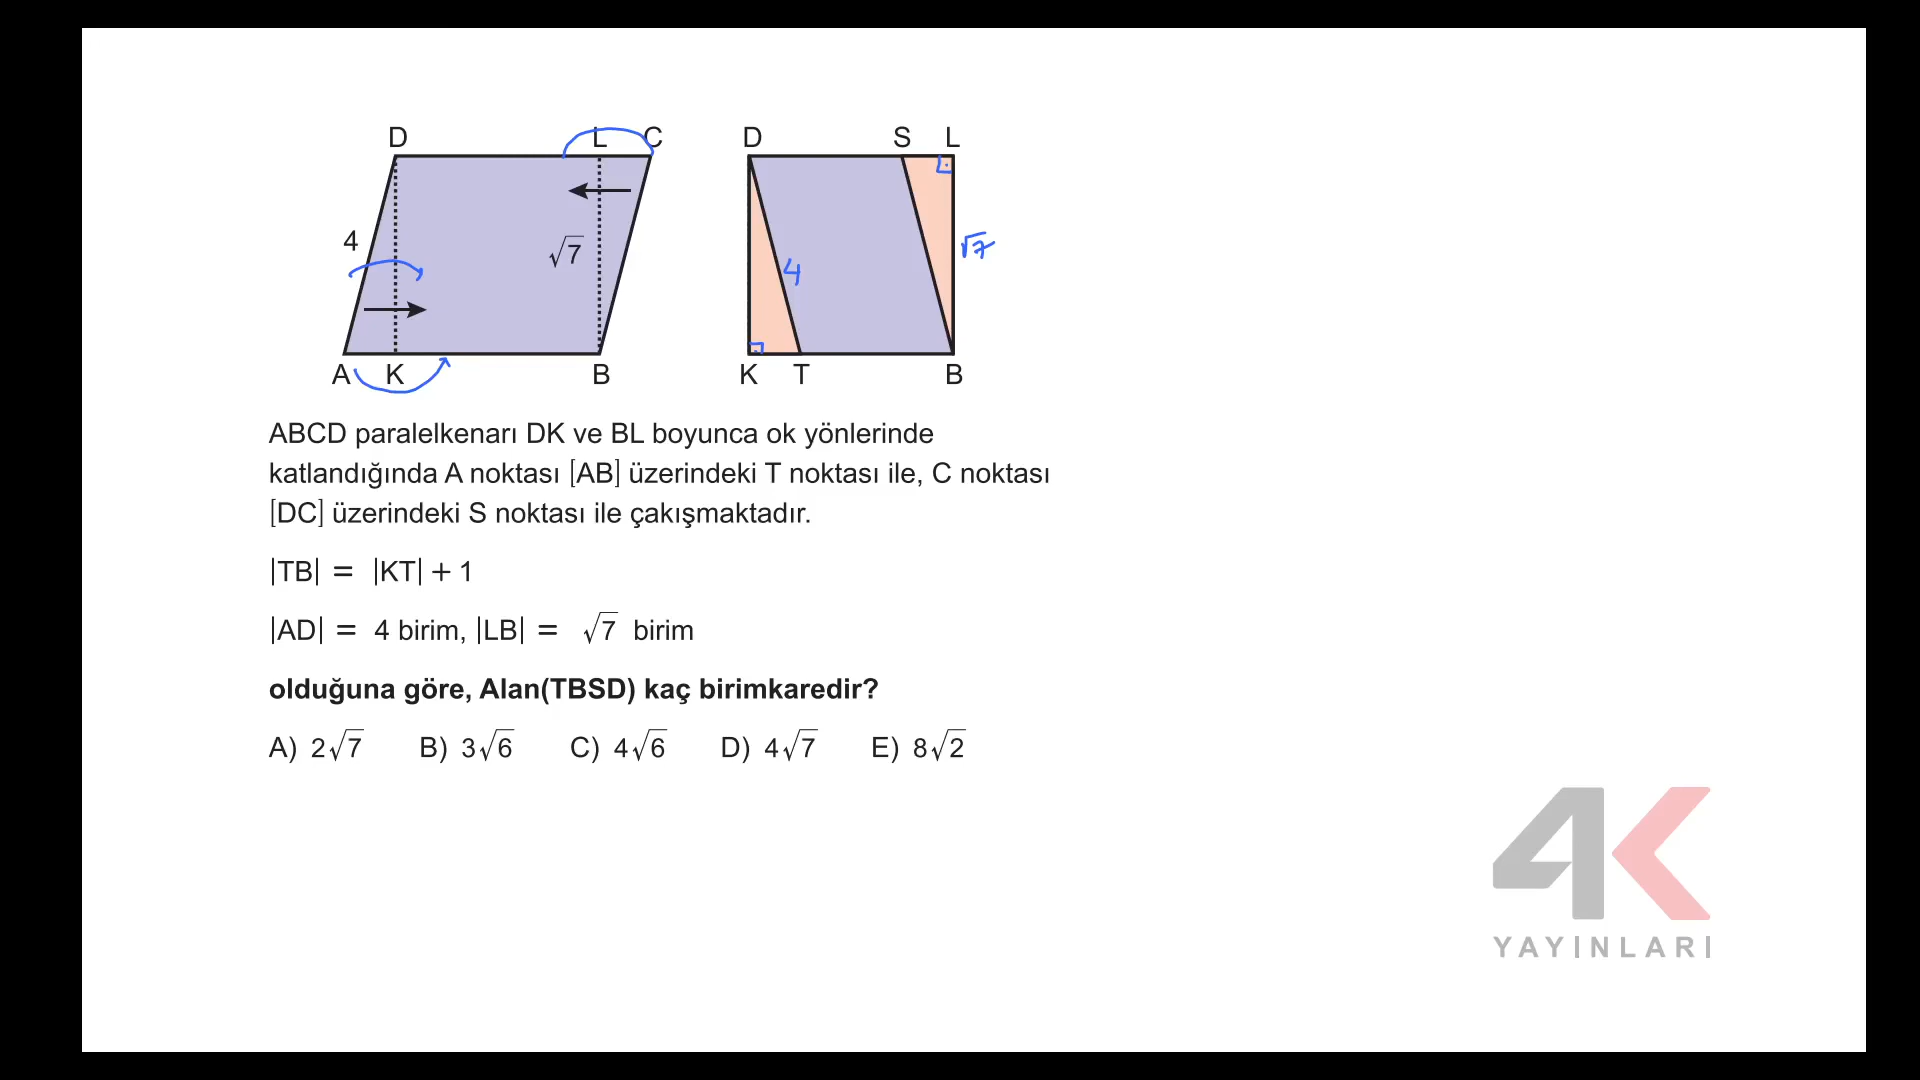 D L C
D S L
4
√7
4
√7
A K B
K T B
ABCD paralelkenarı DK ve BL boyunca ok yönlerinde
katlandığında A noktası [AB] üzerindeki T noktası ile, C noktası
[DC] üzerindeki S noktası ile çakışmaktadır.
|TB| = |KT| + 1
|AD| = 4 birim, |LB| = √7 birim
olduğuna göre, Alan(TBSD) kaç birimkaredir?
A) 2√7 B) 3√6 C) 4√6 D) 4√7 E) 8√2
4K
YAYINLARI